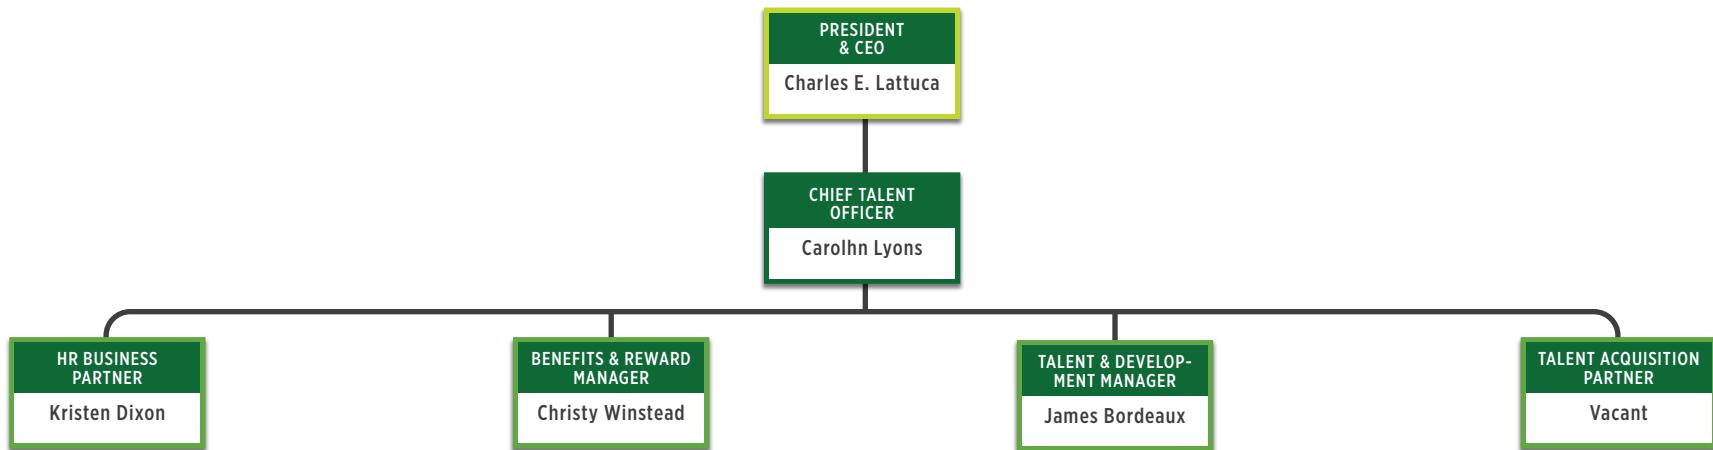 PRESIDENT
& CEO
Charles E. Lattuca
CHIEF TALENT
OFFICER
Carolhn Lyons
HR BUSINESS
PARTNER
Kristen Dixon
BENEFITS & REWARD
MANAGER
Christy Winstead
TALENT & DEVELOP-
MENT MANAGER
James Bordeaux
TALENT ACQUISITION
PARTNER
Vacant